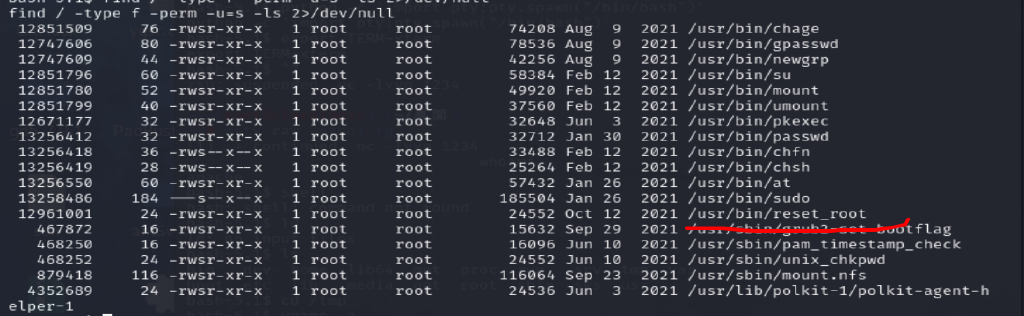 find / -type f -perm -u=s -ls 2>/dev/null
12851509 76 -rwsr-xr-x 1 root root 74208 Aug 9 2021 /usr/bin/chage
12747606 80 -rwsr-xr-x 1 root root 78536 Aug 9 2021 /usr/bin/gpasswd
12747609 44 -rwsr-xr-x 1 root root 42256 Aug 9 2021 /usr/bin/newgrp
12851796 60 -rwsr-xr-x 1 root root 58384 Feb 12 2021 /usr/bin/su
12851780 52 -rwsr-xr-x 1 root root 49920 Feb 12 2021 /usr/bin/mount
12851799 40 -rwsr-xr-x 1 root root 37560 Feb 12 2021 /usr/bin/umount
12671177 32 -rwsr-xr-x 1 root root 32648 Jun 3 2021 /usr/bin/pkexec
13256412 32 -rwsr-xr-x 1 root root 32712 Jan 30 2021 /usr/bin/passwd
13256418 36 -rws--x--x 1 root root 33488 Feb 12 2021 /usr/bin/chfn
13256419 28 -rws--x--x 1 root root 25264 Feb 12 2021 /usr/bin/chsh
13256550 60 -rwsr-xr-x 1 root root 57432 Jan 26 2021 /usr/bin/at
13258486 184 ---s--x--x 1 root root 185504 Jan 26 2021 /usr/bin/sudo
12961001 24 -rwsr-xr-x 1 root root 24552 Oct 12 2021 /usr/bin/reset_root
467872 16 -rwsr-xr-x 1 root root 15632 Sep 29 2021 /usr/sbin/grub2-set-bootflag
468250 16 -rwsr-xr-x 1 root root 16096 Jun 10 2021 /usr/sbin/pam_timestamp_check
468252 24 -rwsr-xr-x 1 root root 24552 Jun 10 2021 /usr/sbin/unix_chkpwd
879418 116 -rwsr-xr-x 1 root root 116064 Sep 23 2021 /usr/sbin/mount.nfs
4352689 24 -rwsr-xr-x 1 root root 24536 Jun 3 2021 /usr/lib/polkit-1/polkit-agent-h
elper-1